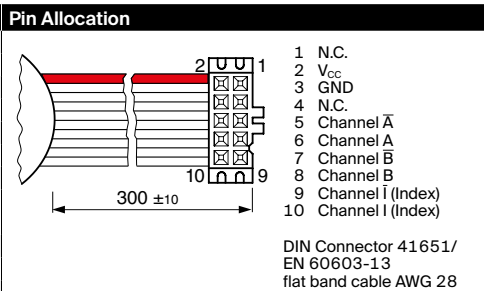 Pin Allocation
2 1
10 9
300 ±10
1 N.C.
2 V_CC
3 GND
4 N.C.
5 Channel A̅
6 Channel A
7 Channel B̅
8 Channel B
9 Channel I̅ (Index)
10 Channel I (Index)
DIN Connector 41651/
EN 60603-13
flat band cable AWG 28